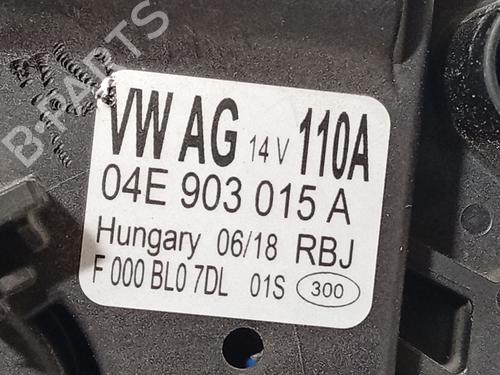 B-PARTS
VW AG 14 V 110A
04E 903 015 A
Hungary 06/18 RBJ
F 000 BL0 7DL 01S 300